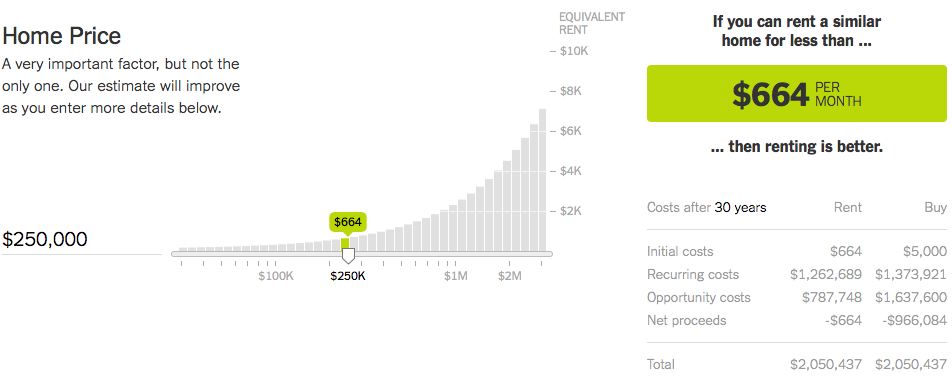 Home Price
A very important factor, but not the
only one. Our estimate will improve
as you enter more details below.
$250,000
EQUIVALENT
RENT
$10K
$8K
$6K
$4K
$2K
$664
$100K $250K $1M $2M
If you can rent a similar
home for less than ...
$664 PER
MONTH
... then renting is better.
Costs after 30 years Rent Buy
Initial costs $664 $5,000
Recurring costs $1,262,689 $1,373,921
Opportunity costs $787,748 $1,637,600
Net proceeds -$664 -$966,084
Total $2,050,437 $2,050,437